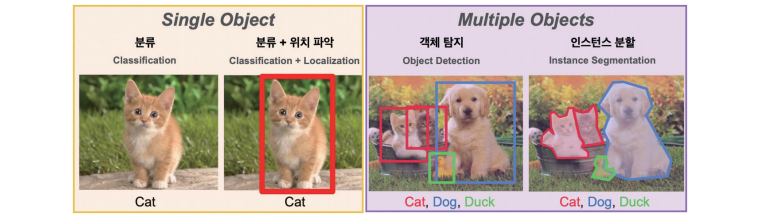 Single Object
분류
Classification
분류 + 위치 파악
Classification + Localization
Cat
Cat
Multiple Objects
객체 탐지
Object Detection
인스턴스 분할
Instance Segmentation
Cat, Dog, Duck
Cat, Dog, Duck